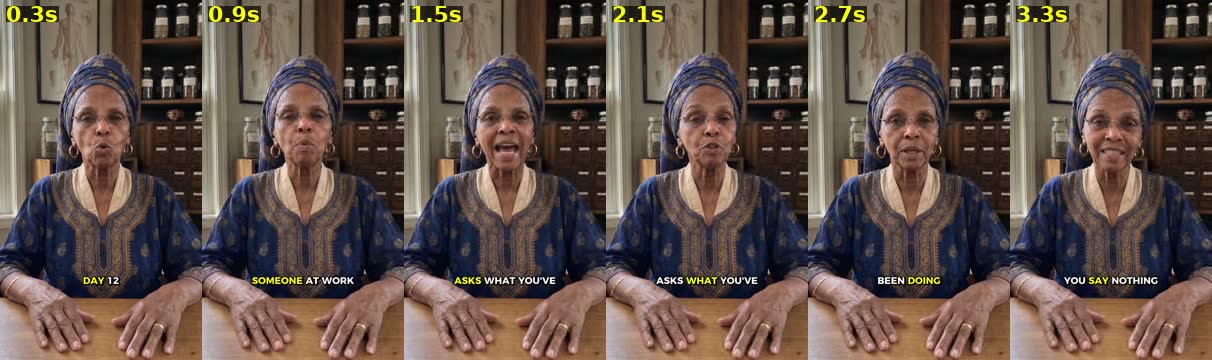 0.3s
DAY 12
0.9s
SOMEONE AT WORK
1.5s
ASKS WHAT YOU'VE
2.1s
ASKS WHAT YOU'VE
2.7s
BEEN DOING
3.3s
YOU SAY NOTHING